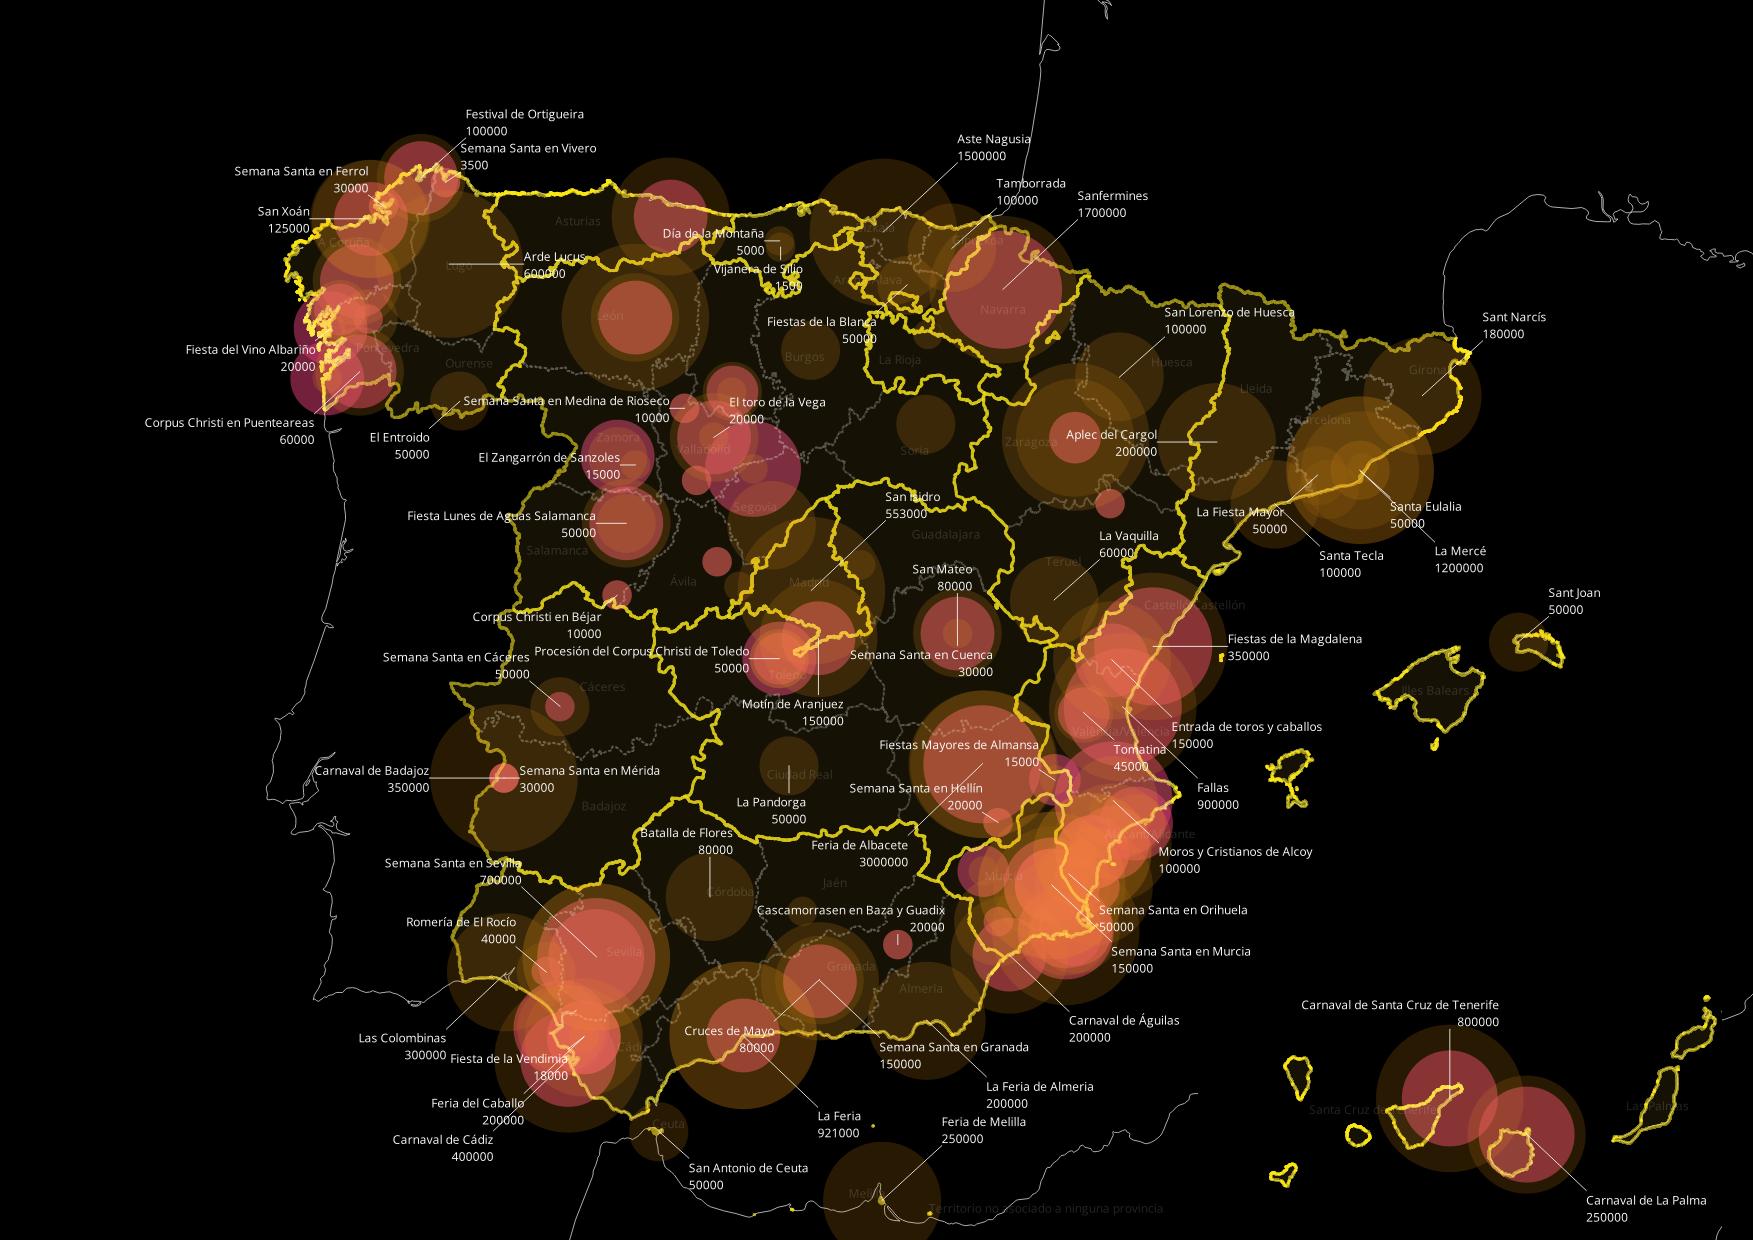 Festival de Ortigueira
100000
Semana Santa en Vivero
3500
Semana Santa en Ferrol
30000
San Xoán
125000
Aste Nagusia
1500000
Tamborrada
100000
Sanfermines
1700000
Asturias
A Coruña
Lugo
Arde Lucus
600000
Día de la Montaña
5000
Vijanera de Silio
1500
Fiestas de la Blanca
50000
Navarra
León
Burgos
La Rioja
San Lorenzo de Huesca
100000
Huesca
Lleida
Girona
Barcelona
Sant Narcís
180000
Fiesta del Vino Albariño
20000
Pontevedra
Ourense
Corpus Christi en Puenteareas
60000
El Entroido
50000
Semana Santa en Medina de Rioseco
10000
El toro de la Vega
20000
Zamora
Valladolid
Soria
Zaragoza
Aplec del Cargol
200000
El Zangarrón de Sanzoles
15000
Segovia
San Isidro
553000
Fiesta Lunes de Aguas Salamanca
50000
Salamanca
Ávila
Madrid
Guadalajara
La Vaquilla
60000
Teruel
La Fiesta Mayor
50000
Santa Eulalia
50000
Santa Tecla
100000
La Mercé
1200000
San Mateo
80000
Castelló/Castellón
Sant Joan
50000
Corpus Christi en Béjar
10000
Semana Santa en Cáceres
50000
Cáceres
Procesión del Corpus Christi de Toledo
50000
Toledo
Semana Santa en Cuenca
30000
Fiestas de la Magdalena
350000
Illes Balears
Motín de Aranjuez
150000
Entrada de toros y caballos
150000
València/Valencia
Tomatina
45000
Fiestas Mayores de Almansa
15000
Fallas
900000
Carnaval de Badajoz
350000
Semana Santa en Mérida
30000
Badajoz
Ciudad Real
La Pandorga
50000
Semana Santa en Hellín
20000
Batalla de Flores
80000
Feria de Albacete
3000000
Alacant/Alicante
Moros y Cristianos de Alcoy
100000
Semana Santa en Sevilla
700000
Córdoba
Jaén
Murcia
Cascamorrasen en Baza y Guadix
20000
Semana Santa en Orihuela
50000
Romería de El Rocío
40000
Sevilla
Granada
Almería
Semana Santa en Murcia
150000
Las Colombinas
300000
Cruces de Mayo
80000
Semana Santa en Granada
150000
Carnaval de Águilas
200000
Fiesta de la Vendimia
18000
Cádiz
La Feria de Almeria
200000
Feria del Caballo
200000
Carnaval de Cádiz
400000
La Feria
921000
Ceuta
San Antonio de Ceuta
50000
Feria de Melilla
250000
Melilla
Territorio no asociado a ninguna provincia
Carnaval de Santa Cruz de Tenerife
800000
Santa Cruz de Tenerife
Las Palmas
Carnaval de La Palma
250000